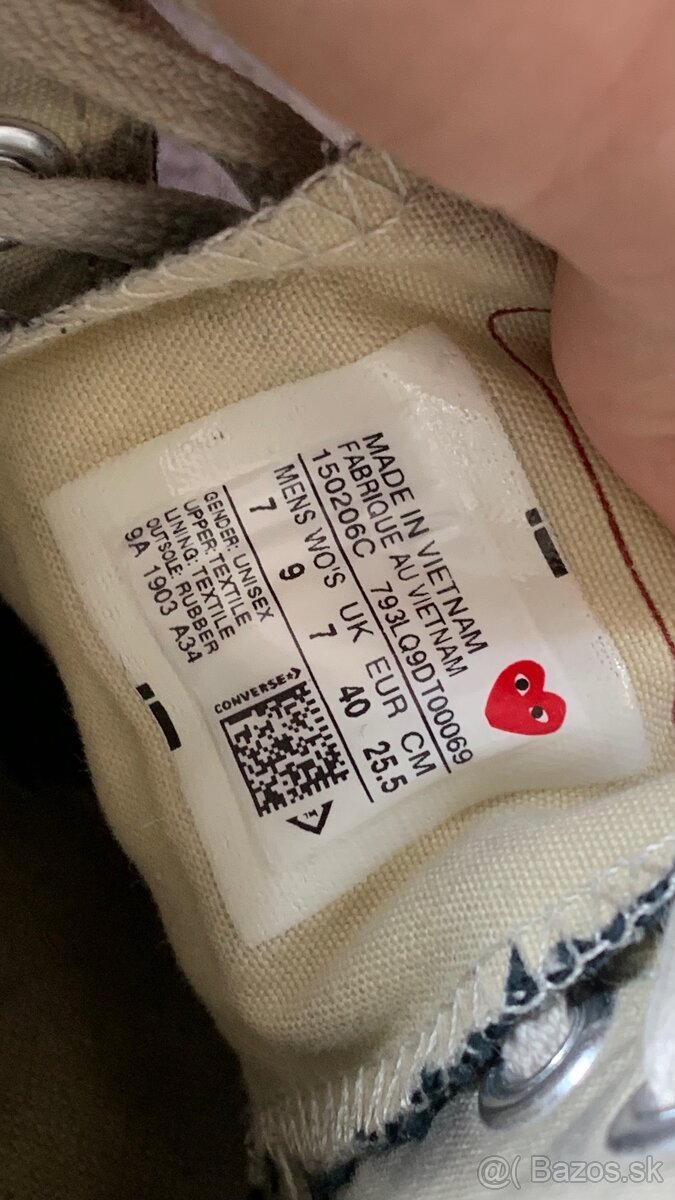 MADE IN VIETNAM
FABRIQUE AU VIETNAM
150206C 793LQ9DT00069
MENS WO'S UK EUR CM
7 9 7 40 25.5
GENDER: UNISEX
UPPER: TEXTILE
LINING: TEXTILE
OUTSOLE: RUBBER
9A 1903 A34
CONVERSE
TM
@( Bazos.sk